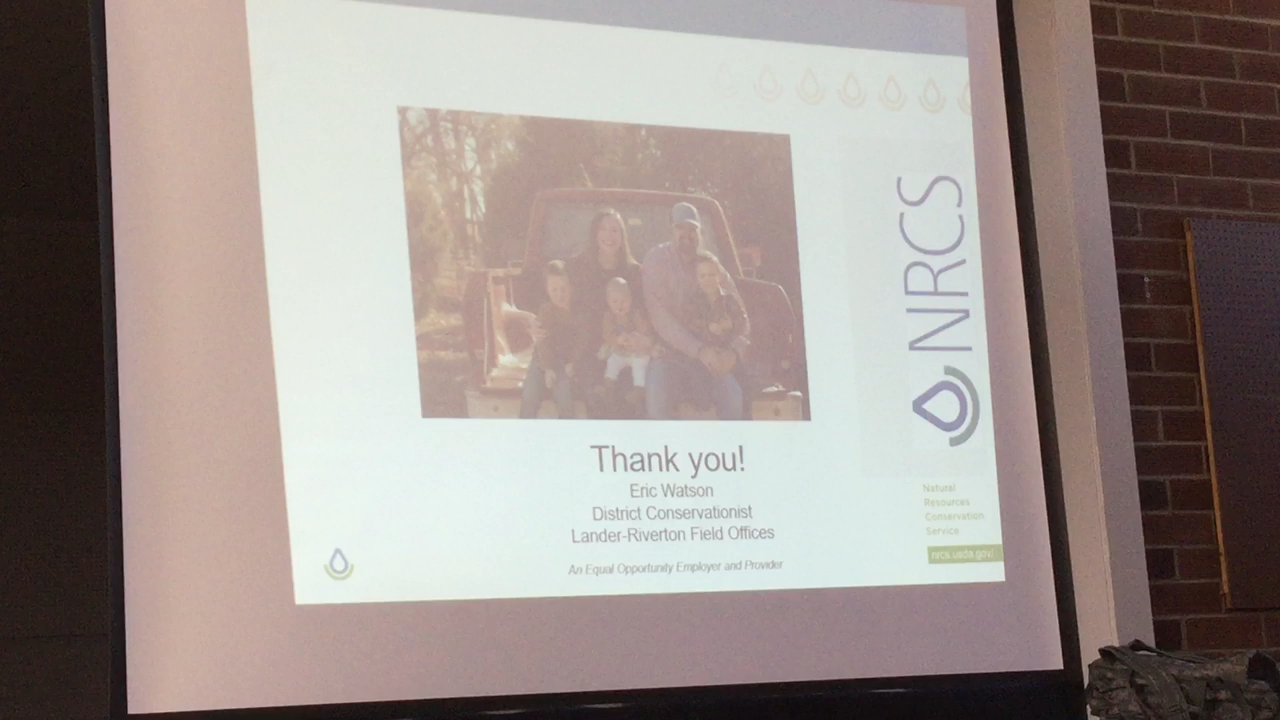 NRCS
Thank you!
Eric Watson
District Conservationist
Lander-Riverton Field Offices
An Equal Opportunity Employer and Provider
Natural
Resources
Conservation
Service
nrcs.usda.gov/